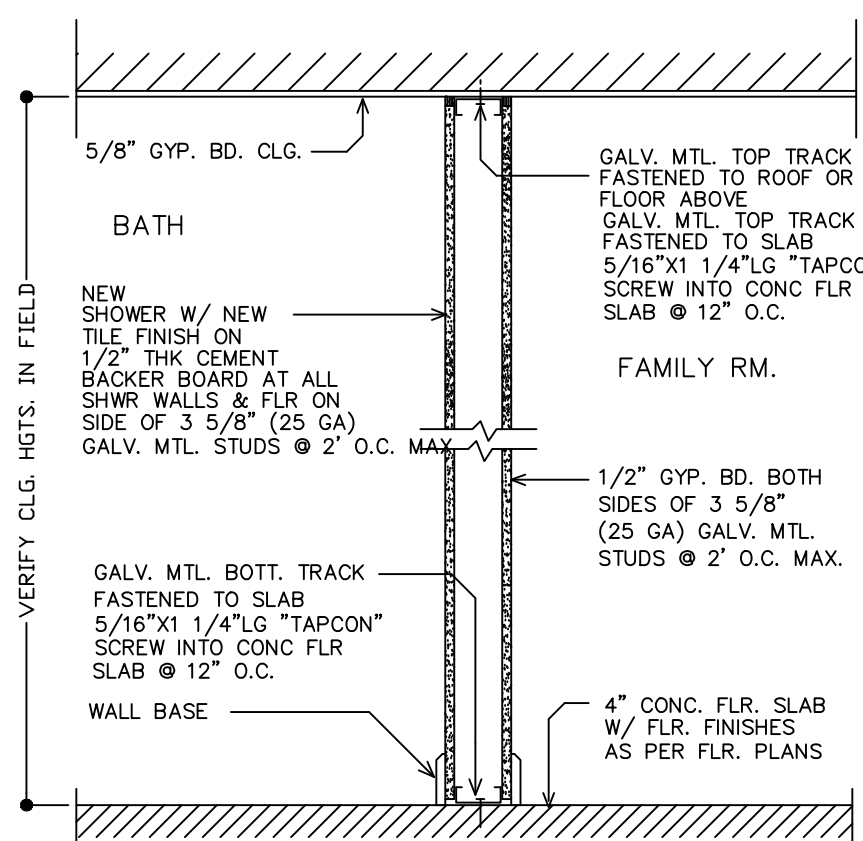 5/8" GYP. BD. CLG.
BATH
NEW
SHOWER W/ NEW
TILE FINISH ON
1/2" THK CEMENT
BACKER BOARD AT ALL
SHWR WALLS & FLR ON
SIDE OF 3 5/8" (25 GA)
GALV. MTL. STUDS @ 2' O.C. MAX
VERIFY CLG. HGTS. IN FIELD
GALV. MTL. BOTT. TRACK
FASTENED TO SLAB
5/16"X1 1/4"LG "TAPCON"
SCREW INTO CONC FLR
SLAB @ 12" O.C.
WALL BASE
GALV. MTL. TOP TRACK
FASTENED TO ROOF OR
FLOOR ABOVE
GALV. MTL. TOP TRACK
FASTENED TO SLAB
5/16"X1 1/4"LG "TAPCO
SCREW INTO CONC FLR
SLAB @ 12" O.C.
FAMILY RM.
1/2" GYP. BD. BOTH
SIDES OF 3 5/8"
(25 GA) GALV. MTL.
STUDS @ 2' O.C. MAX.
4" CONC. FLR. SLAB
W/ FLR. FINISHES
AS PER FLR. PLANS